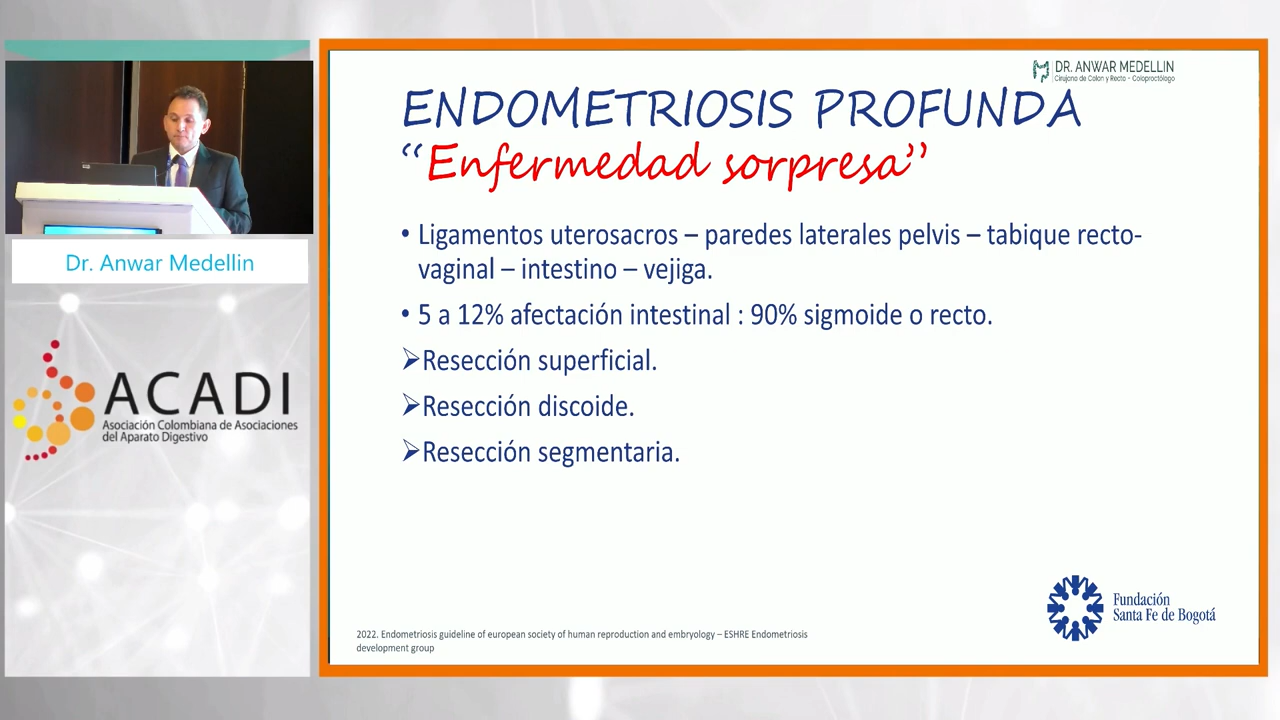 DR. ANWAR MEDELLIN
Cirujano de Colon y Recto - Coloproctólogo
ENDOMETRIOSIS PROFUNDA
“Enfermedad sorpresa”
• Ligamentos uterosacros – paredes laterales pelvis – tabique recto-
vaginal – intestino – vejiga.
• 5 a 12% afectación intestinal : 90% sigmoide o recto.
➢Resección superficial.
➢Resección discoide.
➢Resección segmentaria.
2022. Endometriosis guideline of european society of human reproduction and embryology – ESHRE Endometriosis
development group
Fundación
Santa Fe de Bogotá
Dr. Anwar Medellin
ACADI
Asociación Colombiana de Asociaciones
del Aparato Digestivo